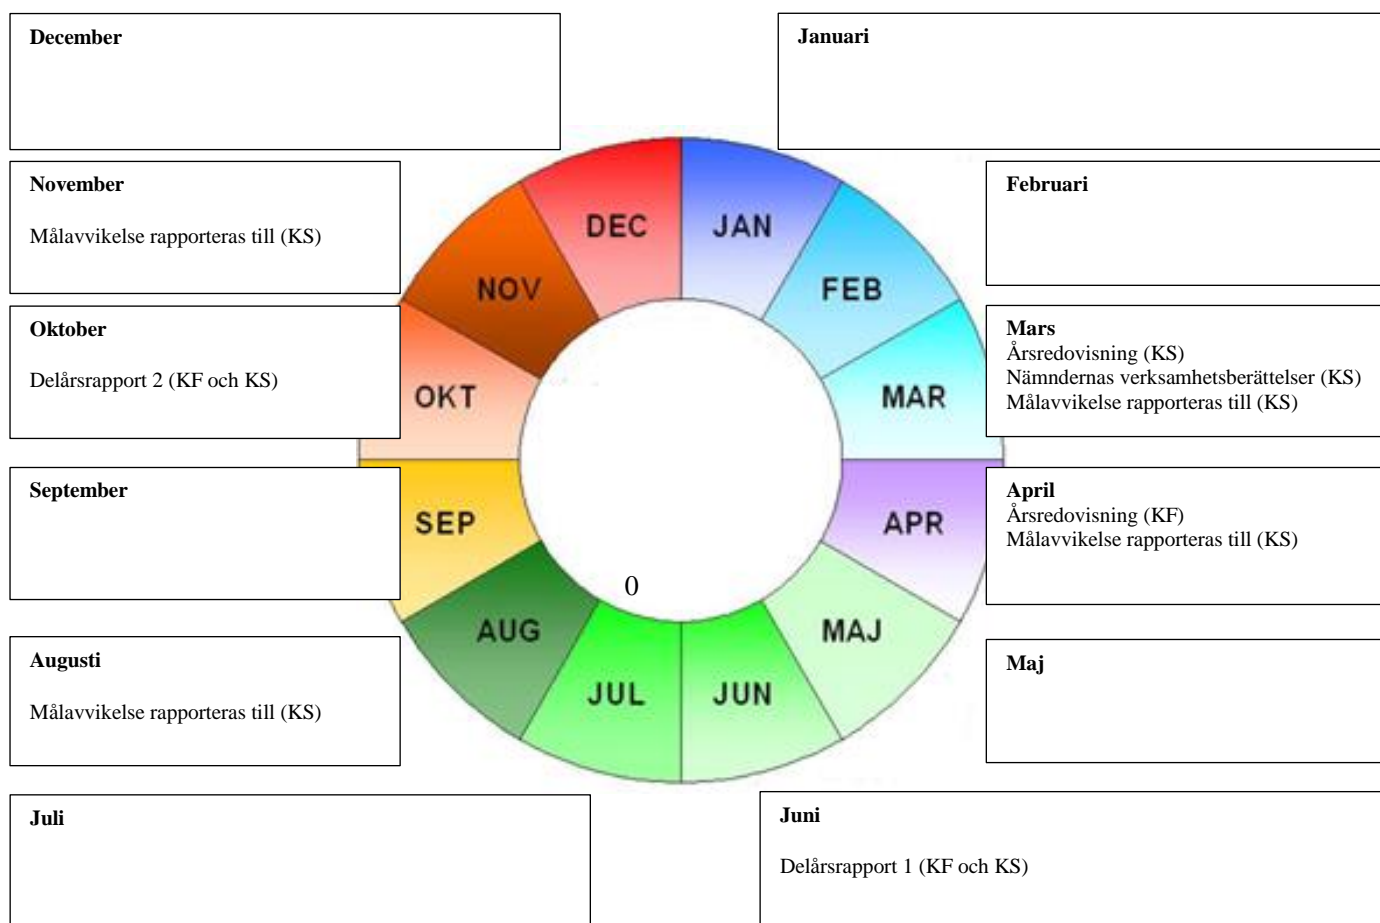 December
Januari
November
Målavvikelse rapporteras till (KS)
Februari
Oktober
Delårsrapport 2 (KF och KS)
Mars
Årsredovisning (KS)
Nämndernas verksamhetsberättelser (KS)
Målavvikelse rapporteras till (KS)
September
April
Årsredovisning (KF)
Målavvikelse rapporteras till (KS)
Augusti
Målavvikelse rapporteras till (KS)
Maj
Juli
Juni
Delårsrapport 1 (KF och KS)
JAN
FEB
MAR
APR
MAJ
JUN
JUL
AUG
SEP
OKT
NOV
DEC
0